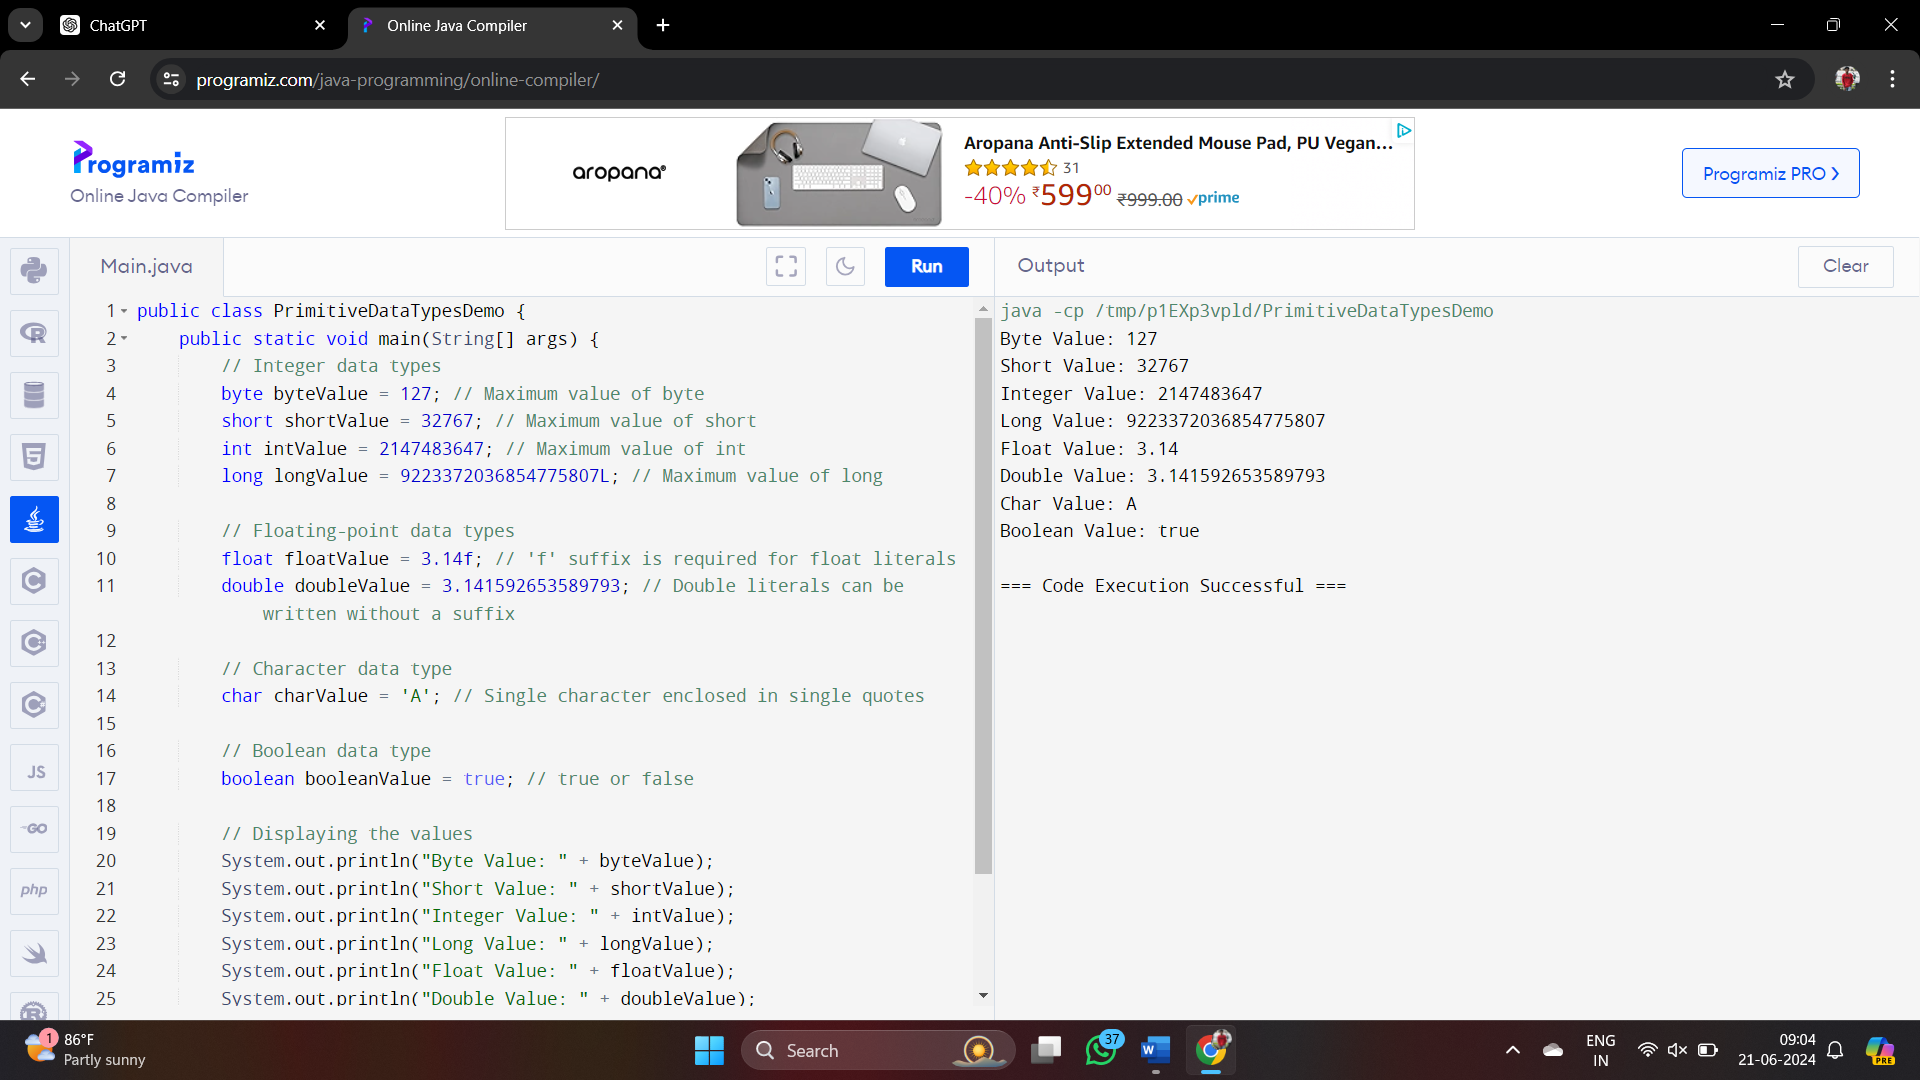 ChatGPT
Online Java Compiler
programiz.com/java-programming/online-compiler/
Programiz
Online Java Compiler
aropana®
Aropana Anti-Slip Extended Mouse Pad, PU Vegan...
31
-40% ₹599⁰⁰ ₹999.00 prime
Programiz PRO
Main.java
Run
Output
Clear
1 public class PrimitiveDataTypesDemo {
2 public static void main(String[] args) {
3 // Integer data types
4 byte byteValue = 127; // Maximum value of byte
5 short shortValue = 32767; // Maximum value of short
6 int intValue = 2147483647; // Maximum value of int
7 long longValue = 9223372036854775807L; // Maximum value of long
8
9 // Floating-point data types
10 float floatValue = 3.14f; // 'f' suffix is required for float literals
11 double doubleValue = 3.141592653589793; // Double literals can be
written without a suffix
12
13 // Character data type
14 char charValue = 'A'; // Single character enclosed in single quotes
15
16 // Boolean data type
17 boolean booleanValue = true; // true or false
18
19 // Displaying the values
20 System.out.println("Byte Value: " + byteValue);
21 System.out.println("Short Value: " + shortValue);
22 System.out.println("Integer Value: " + intValue);
23 System.out.println("Long Value: " + longValue);
24 System.out.println("Float Value: " + floatValue);
25 System.out.println("Double Value: " + doubleValue);
java -cp /tmp/p1EXp3vpld/PrimitiveDataTypesDemo
Byte Value: 127
Short Value: 32767
Integer Value: 2147483647
Long Value: 9223372036854775807
Float Value: 3.14
Double Value: 3.141592653589793
Char Value: A
Boolean Value: true
=== Code Execution Successful ===
R
5
C
C
C
JS
GO
php
R
1
86°F
Partly sunny
Search
37
W
ENG
IN
09:04
21-06-2024
PRE